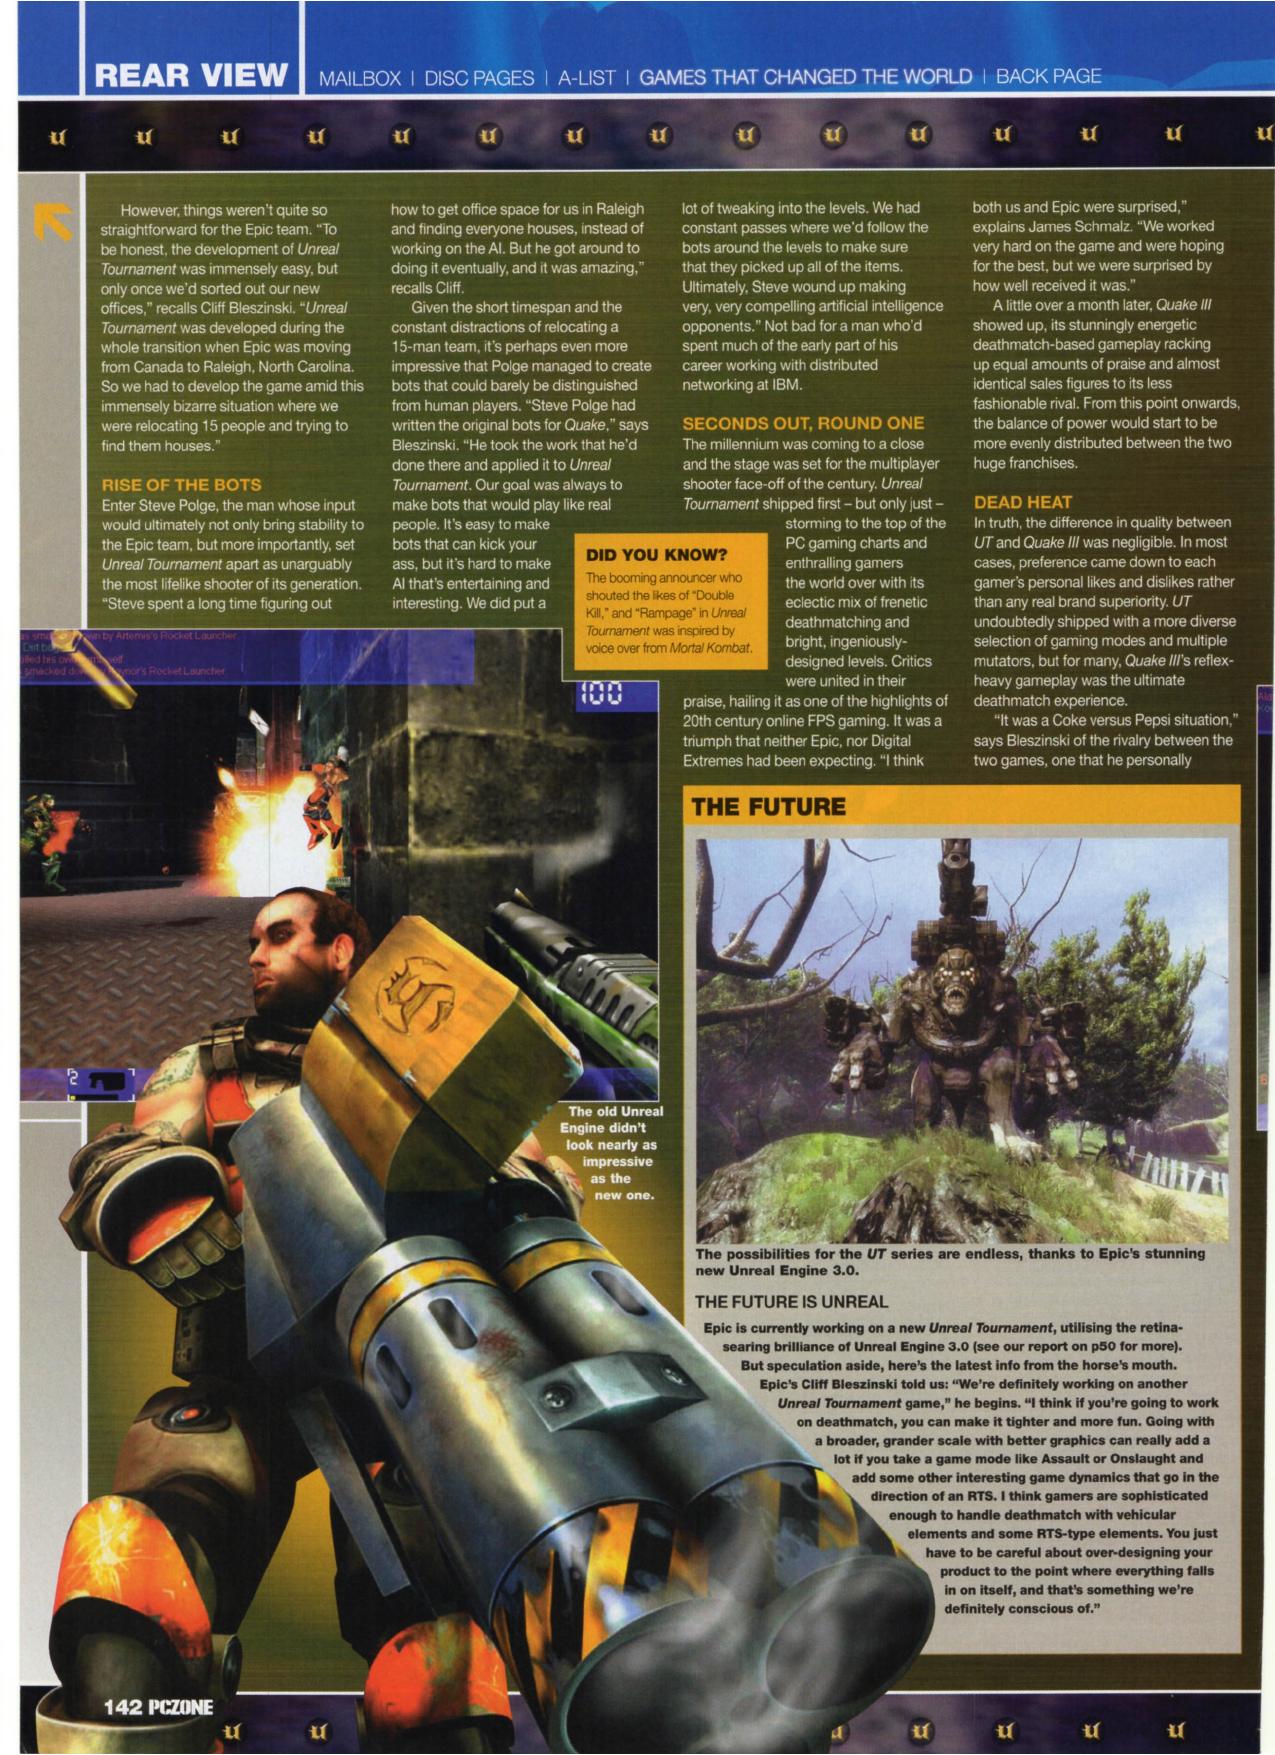 REAR VIEW
MAILBOX | DISC PAGES | A-LIST | GAMES THAT CHANGED THE WORLD | BACK PAGE
However, things weren't quite so
straightforward for the Epic team. "To
be honest, the development of Unreal
Tournament was immensely easy, but
only once we'd sorted out our new
offices," recalls Cliff Bleszinski. "Unreal
Tournament was developed during the
whole transition when Epic was moving
from Canada to Raleigh, North Carolina.
So we had to develop the game amid this
immensely bizarre situation where we
were relocating 15 people and trying to
find them houses."
RISE OF THE BOTS
Enter Steve Polge, the man whose input
would ultimately not only bring stability to
the Epic team, but more importantly, set
Unreal Tournament apart as unarguably
the most lifelike shooter of its generation.
"Steve spent a long time figuring out
how to get office space for us in Raleigh
and finding everyone houses, instead of
working on the AI. But he got around to
doing it eventually, and it was amazing,"
recalls Cliff.
Given the short timespan and the
constant distractions of relocating a
15-man team, it's perhaps even more
impressive that Polge managed to create
bots that could barely be distinguished
from human players. "Steve Polge had
written the original bots for Quake," says
Bleszinski. "He took the work that he'd
done there and applied it to Unreal
Tournament. Our goal was always to
make bots that would play like real
people. It's easy to make
bots that can kick your
ass, but it's hard to make
AI that's entertaining and
interesting. We did put a
lot of tweaking into the levels. We had
constant passes where we'd follow the
bots around the levels to make sure
that they picked up all of the items.
Ultimately, Steve wound up making
very, very compelling artificial intelligence
opponents." Not bad for a man who'd
spent much of the early part of his
career working with distributed
networking at IBM.
SECONDS OUT, ROUND ONE
The millennium was coming to a close
and the stage was set for the multiplayer
shooter face-off of the century. Unreal
Tournament shipped first – but only just –
storming to the top of the
PC gaming charts and
enthralling gamers
the world over with its
eclectic mix of frenetic
deathmatching and
bright, ingeniously-
designed levels. Critics
were united in their
praise, hailing it as one of the highlights of
20th century online FPS gaming. It was a
triumph that neither Epic, nor Digital
Extremes had been expecting. "I think
both us and Epic were surprised,"
explains James Schmalz. "We worked
very hard on the game and were hoping
for the best, but we were surprised by
how well received it was."
A little over a month later, Quake III
showed up, its stunningly energetic
deathmatch-based gameplay racking
up equal amounts of praise and almost
identical sales figures to its less
fashionable rival. From this point onwards,
the balance of power would start to be
more evenly distributed between the two
huge franchises.
DEAD HEAT
In truth, the difference in quality between
UT and Quake III was negligible. In most
cases, preference came down to each
gamer's personal likes and dislikes rather
than any real brand superiority. UT
undoubtedly shipped with a more diverse
selection of gaming modes and multiple
mutators, but for many, Quake III's reflex-
heavy gameplay was the ultimate
deathmatch experience.
"It was a Coke versus Pepsi situation,"
says Bleszinski of the rivalry between the
two games, one that he personally
DID YOU KNOW?
The booming announcer who
shouted the likes of "Double
Kill," and "Rampage" in Unreal
Tournament was inspired by
voice over from Mortal Kombat.
by Artemis's Rocket Launcher
smacked
Rocket Launcher
100
2
The old Unreal
Engine didn't
look nearly as
impressive
as the
new one.
THE FUTURE
The possibilities for the UT series are endless, thanks to Epic's stunning
new Unreal Engine 3.0.
THE FUTURE IS UNREAL
Epic is currently working on a new Unreal Tournament, utilising the retina-
searing brilliance of Unreal Engine 3.0 (see our report on p50 for more).
But speculation aside, here's the latest info from the horse's mouth.
Epic's Cliff Bleszinski told us: "We're definitely working on another
Unreal Tournament game," he begins. "I think if you're going to work
on deathmatch, you can make it tighter and more fun. Going with
a broader, grander scale with better graphics can really add a
lot if you take a game mode like Assault or Onslaught and
add some other interesting game dynamics that go in the
direction of an RTS. I think gamers are sophisticated
enough to handle deathmatch with vehicular
elements and some RTS-type elements. You just
have to be careful about over-designing your
product to the point where everything falls
in on itself, and that's something we're
definitely conscious of."
142 PCZONE